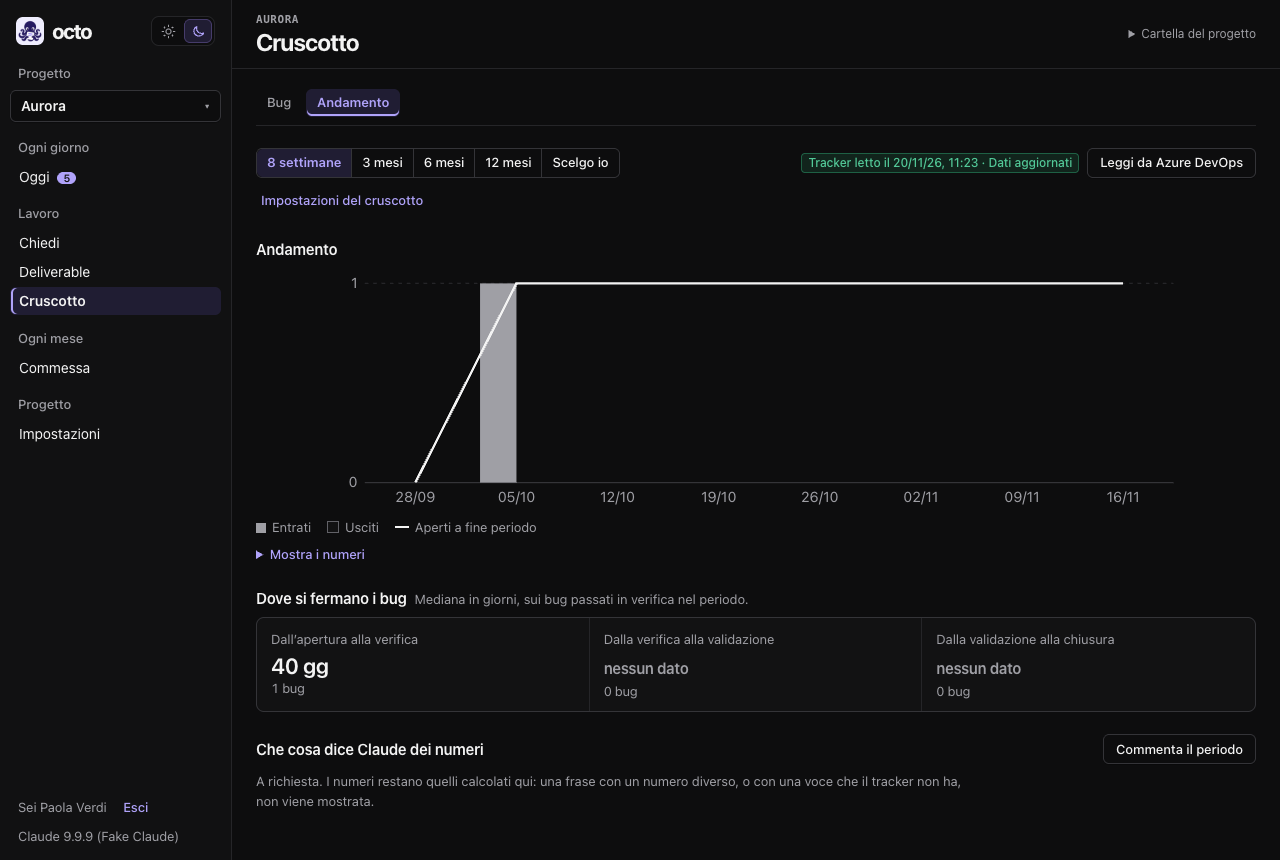 octo
Progetto
Aurora
Ogni giorno
Oggi 5
Lavoro
Chiedi
Deliverable
Cruscotto
Ogni mese
Commessa
Progetto
Impostazioni
Sei Paola Verdi Esci
Claude 9.9.9 (Fake Claude)
AURORA
Cruscotto
Cartella del progetto
Bug Andamento
8 settimane 3 mesi 6 mesi 12 mesi Scelgo io
Tracker letto il 20/11/26, 11:23 · Dati aggiornati
Leggi da Azure DevOps
Impostazioni del cruscotto
Andamento
1
0
28/09 05/10 12/10 19/10 26/10 02/11 09/11 16/11
Entrati Usciti Aperti a fine periodo
Mostra i numeri
Dove si fermano i bug Mediana in giorni, sui bug passati in verifica nel periodo.
Dall'apertura alla verifica
40 gg
1 bug
Dalla verifica alla validazione
nessun dato
0 bug
Dalla validazione alla chiusura
nessun dato
0 bug
Che cosa dice Claude dei numeri
Commenta il periodo
A richiesta. I numeri restano quelli calcolati qui: una frase con un numero diverso, o con una voce che il tracker non ha,
non viene mostrata.